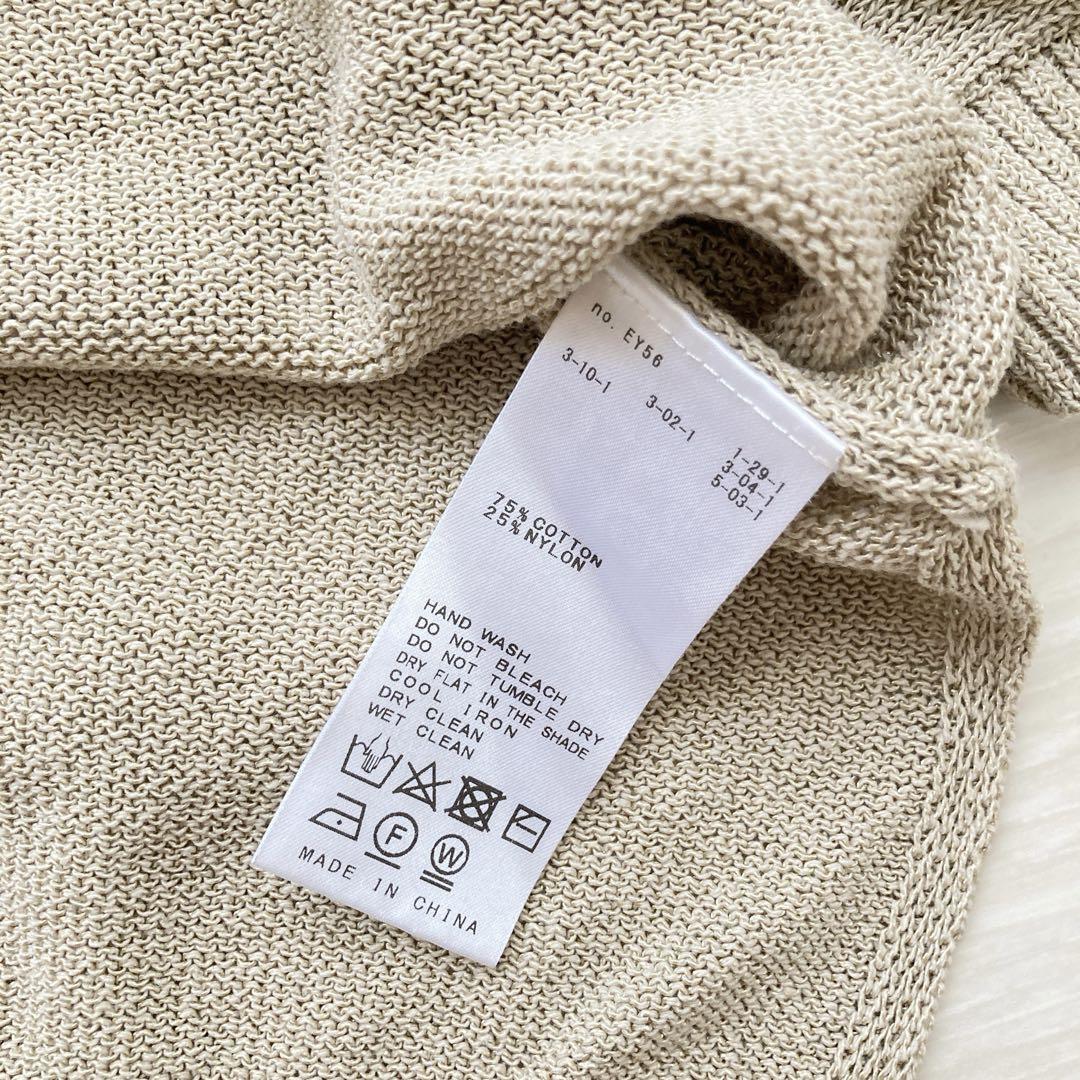 no. EY56
3-10-1 3-02-1 1-29-1
3-04-1
5-03-1
75% COTTON
25% NYLON
HAND WASH
DO NOT BLEACH
DO NOT TUMBLE DRY
DRY FLAT IN THE SHADE
COOL IRON
DRY CLEAN
WET CLEAN
F W
MADE IN CHINA